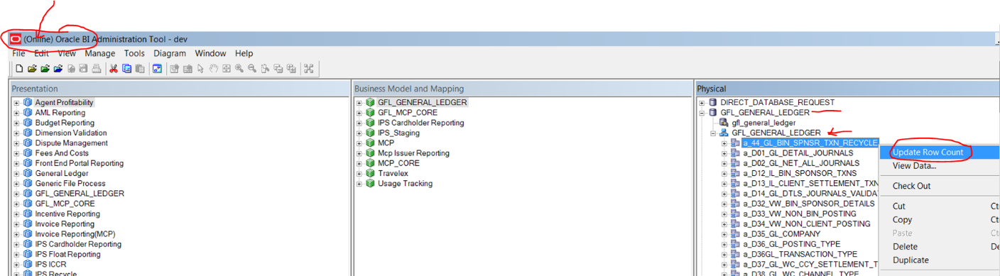 (Online) Oracle BI Administration Tool - dev
File Edit View Manage Tools Diagram Window Help
Presentation
Agent Profitability
AML Reporting
Budget Reporting
Dimension Validation
Dispute Management
Fees And Costs
Front End Portal Reporting
General Ledger
Generic File Process
GFL_GENERAL_LEDGER
GFL_MCP_CORE
Incentive Reporting
Invoice Reporting
Invoice Reporting(MCP)
IPS Cardholder Reporting
IPS Float Reporting
IPS ICCR
IPS Recycle
Business Model and Mapping
GFL_GENERAL_LEDGER
GFL_MCP_CORE
IPS Cardholder Reporting
IPS_Staging
MCP
Mcp Issuer Reporting
MCP_CORE
Travelex
Usage Tracking
Physical
DIRECT_DATABASE_REQUEST
GFL_GENERAL_LEDGER
gfl_general_ledger
GFL_GENERAL_LEDGER
a_44_GL_BIN_SPNSR_TXN_RECYCLE
a_D01_GL_DETAIL_JOURNALS
a_D02_GL_NET_ALL_JOURNALS
a_D12_IL_BIN_SPONSOR_TXNS
a_D13_IL_CLIENT_SETTLEMENT_TXN
a_D14_GL_DTLS_JOURNALS_VALIDA
a_D32_VW_BIN_SPONSOR_DETAILS
a_D33_VW_NON_BIN_POSTING
a_D34_VW_NON_CLIENT_POSTING
a_D35_GL_COMPANY
a_D36_GL_POSTING_TYPE
a_D36GL_TRANSACTION_TYPE
a_D37_GL_WC_CCY_SETTLEMENT_T
a_D38_GL_WC_CHANNEL_TYPE
Update Row Count
View Data...
Check Out
Cut Ct
Copy Ct
Paste Ct
Delete De
Duplicate